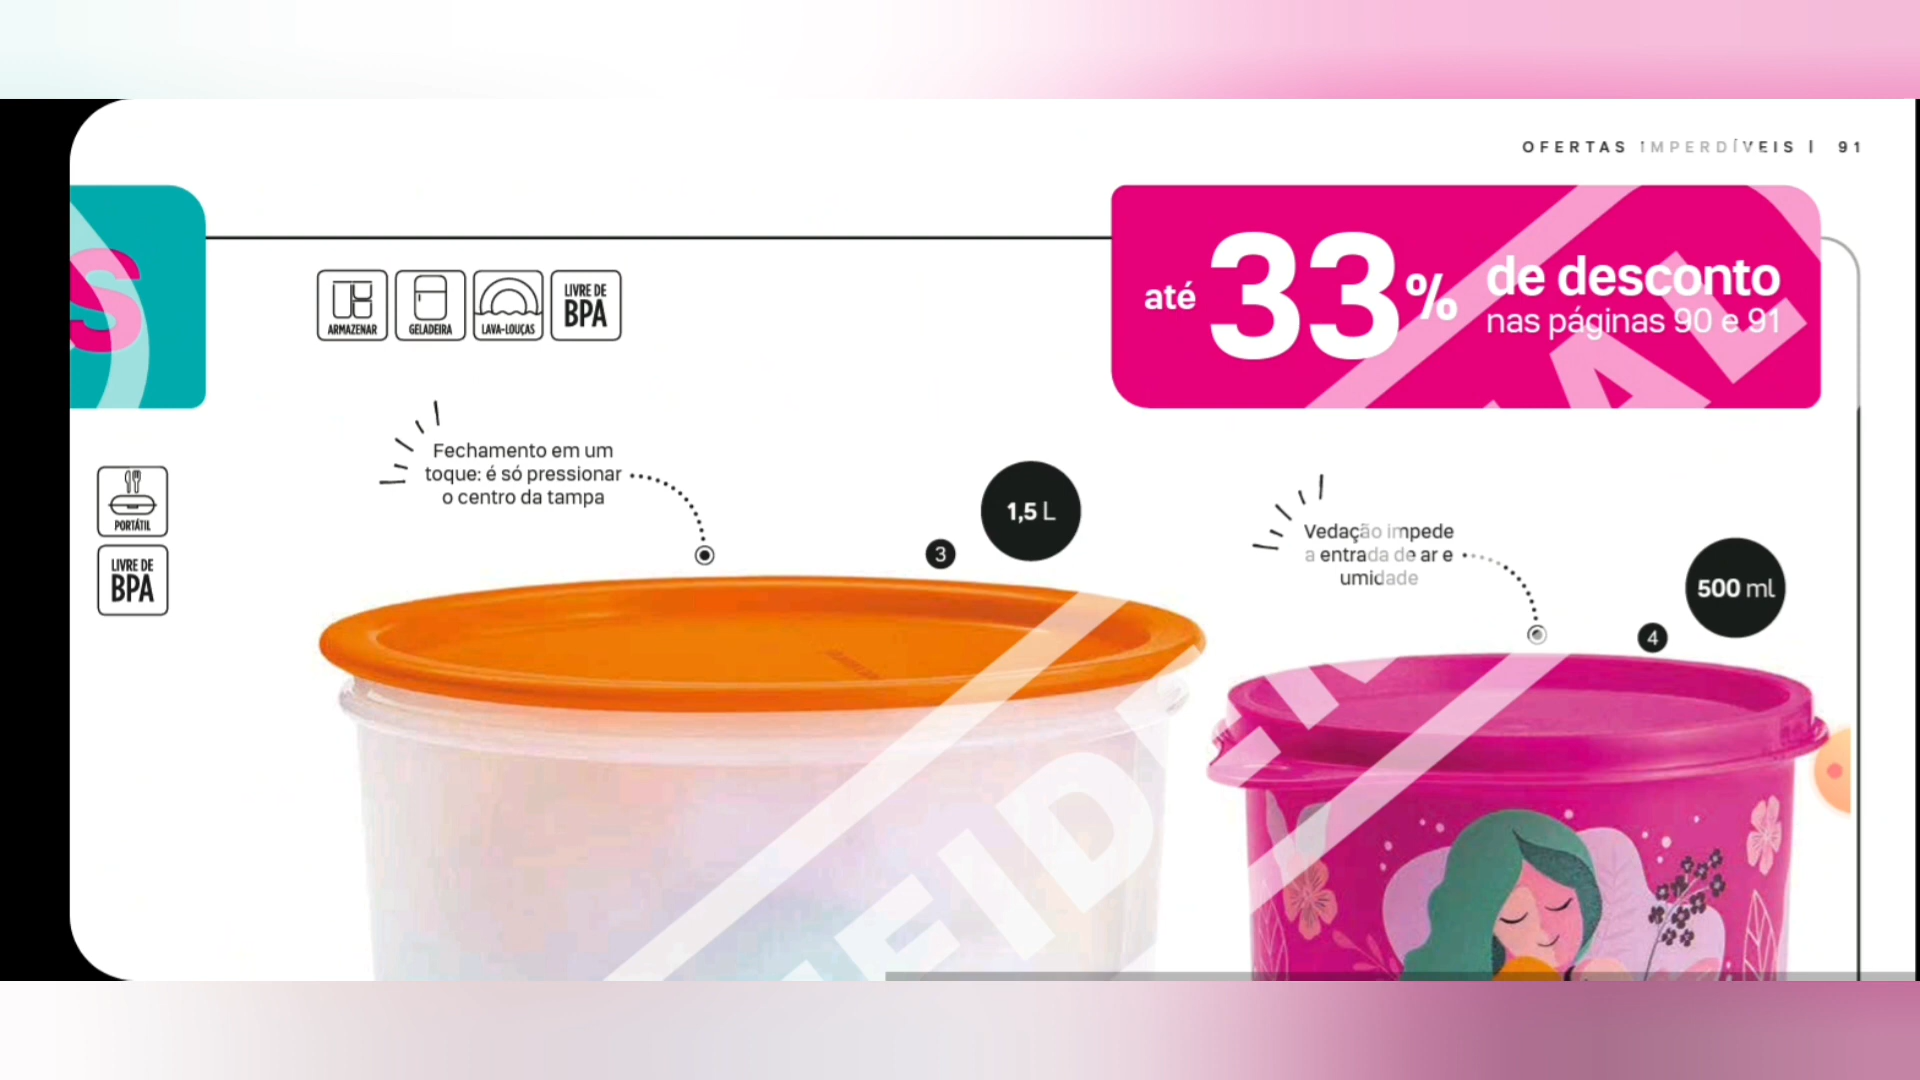 OFERTAS IMPERDÍVEIS | 91
S
até 33% de desconto
nas páginas 90 e 91
ARMAZENAR
GELADEIRA
LAVA-LOUÇAS
LIVRE DE
BPA
Fechamento em um
toque: é só pressionar
o centro da tampa
1,5 L
3
PORTÁTIL
LIVRE DE
BPA
Vedação impede
a entrada de ar e
umidade
500 ml
4